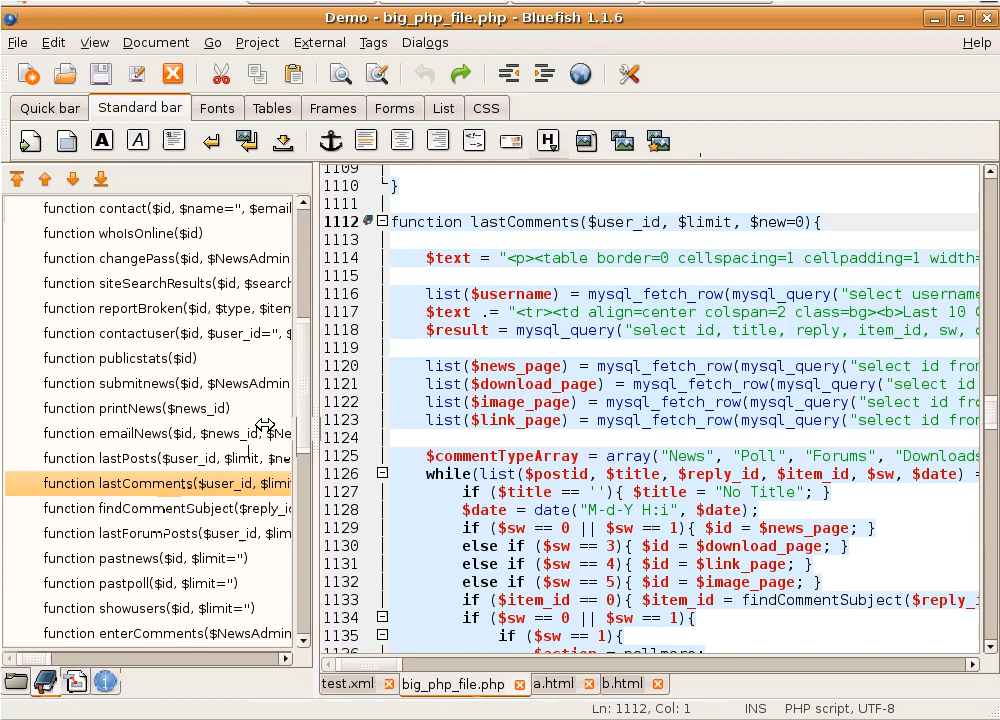 Demo - big_php_file.php - Bluefish 1.1.6
File Edit View Document Go Project External Tags Dialogs Help
Quick bar Standard bar Fonts Tables Frames Forms List CSS
function contact($id, $name='', $email
function whoIsOnline($id)
function changePass($id, $NewsAdmin
function siteSearchResults($id, $search
function reportBroken($id, $type, $item
function contactuser($id, $user_id='', $
function publicstats($id)
function submitnews($id, $NewsAdmin
function printNews($news_id)
function emailNews($id, $news_id, $Ne
function lastPosts($user_id, $limit, $ne
function lastComments($user_id, $limit
function findCommentSubject($reply_id
function lastForumPosts($user_id, $lim
function pastnews($id, $limit='')
function pastpoll($id, $limit='')
function showusers($id, $limit='')
function enterComments($NewsAdmin
1109
1110 }
1111
1112 function lastComments($user_id, $limit, $new=0){
1113
1114 $text = "<p><table border=0 cellspacing=1 cellpadding=1 width=
1115
1116 list($username) = mysql_fetch_row(mysql_query("select username
1117 $text .= "<tr><td align=center colspan=2 class=bg><b>Last 10
1118 $result = mysql_query("select id, title, reply, item_id, sw,
1119
1120 list($news_page) = mysql_fetch_row(mysql_query("select id from
1121 list($download_page) = mysql_fetch_row(mysql_query("select id
1122 list($image_page) = mysql_fetch_row(mysql_query("select id fro
1123 list($link_page) = mysql_fetch_row(mysql_query("select id from
1124
1125 $commentTypeArray = array("News", "Poll", "Forums", "Downloads
1126 while(list($postid, $title, $reply_id, $item_id, $sw, $date) =
1127 if ($title == ''){ $title = "No Title"; }
1128 $date = date("M-d-Y H:i", $date);
1129 if ($sw == 0 || $sw == 1){ $id = $news_page; }
1130 else if ($sw == 3){ $id = $download_page; }
1131 else if ($sw == 4){ $id = $link_page; }
1132 else if ($sw == 5){ $id = $image_page; }
1133 if ($item_id == 0){ $item_id = findCommentSubject($reply_i
1134 if ($sw == 0 || $sw == 1){
1135 if ($sw == 1){
test.xml big_php_file.php a.html b.html
Ln: 1112, Col: 1 INS PHP script, UTF-8